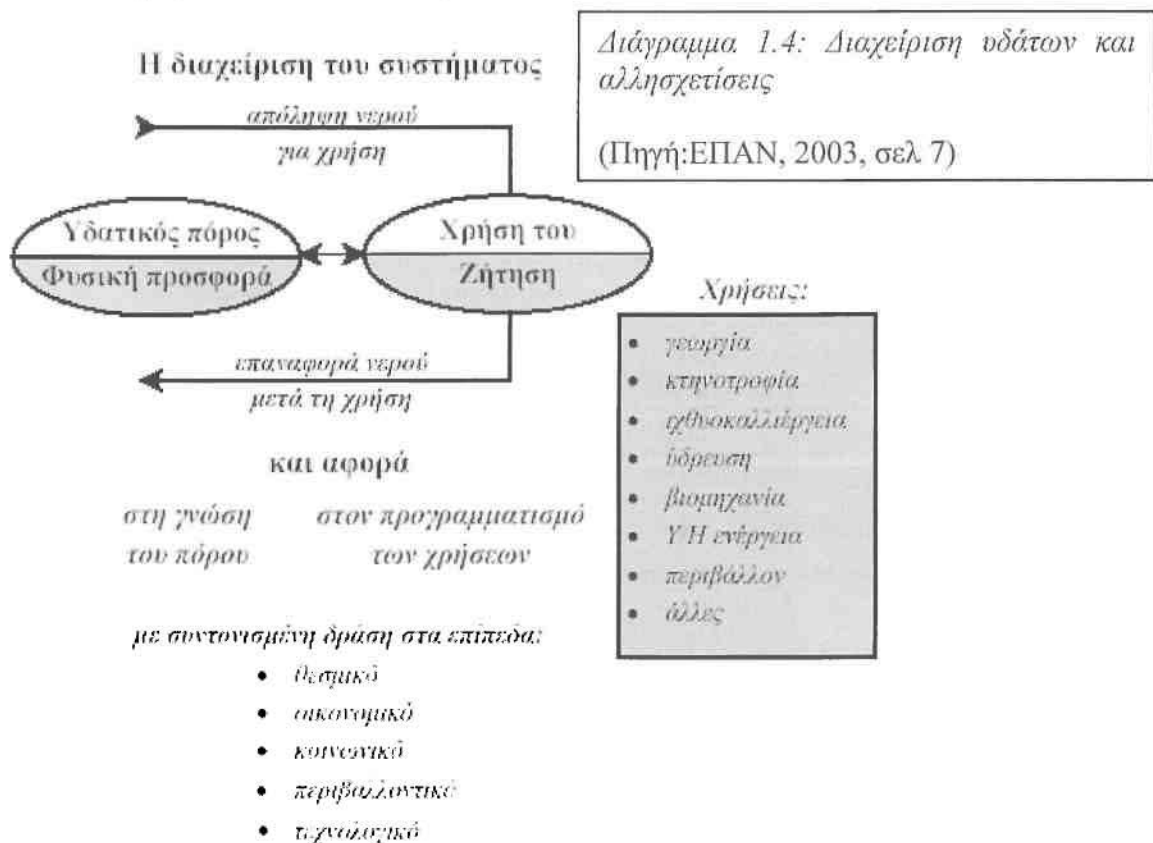 Διάγραμμα 1.4: Διαχείριση υδάτων και
αλλησχετίσεις
(Πηγή:ΕΠΑΝ, 2003, σελ 7)
Η διαχείριση του συστήματος
απόληψη νερού
για χρήση
Υδατικός πόρος
Φυσική προσφορά
Χρήση του
Ζήτηση
επαναφορά νερού
μετά τη χρήση
Χρήσεις:
• γεωργία
• κτηνοτροφία
• ιχθυοκαλλιέργεια
• ύδρευση
• βιομηχανία
• Υ Η ενέργεια
• περιβάλλον
• άλλες
και αφορά
στη γνώση
του πόρου
στον προγραμματισμό
των χρήσεων
με συντονισμένη δράση στα επίπεδα:
• θεσμικό
• οικονομικό
• κοινωνικό
• περιβαλλοντικό
• τεχνολογικό